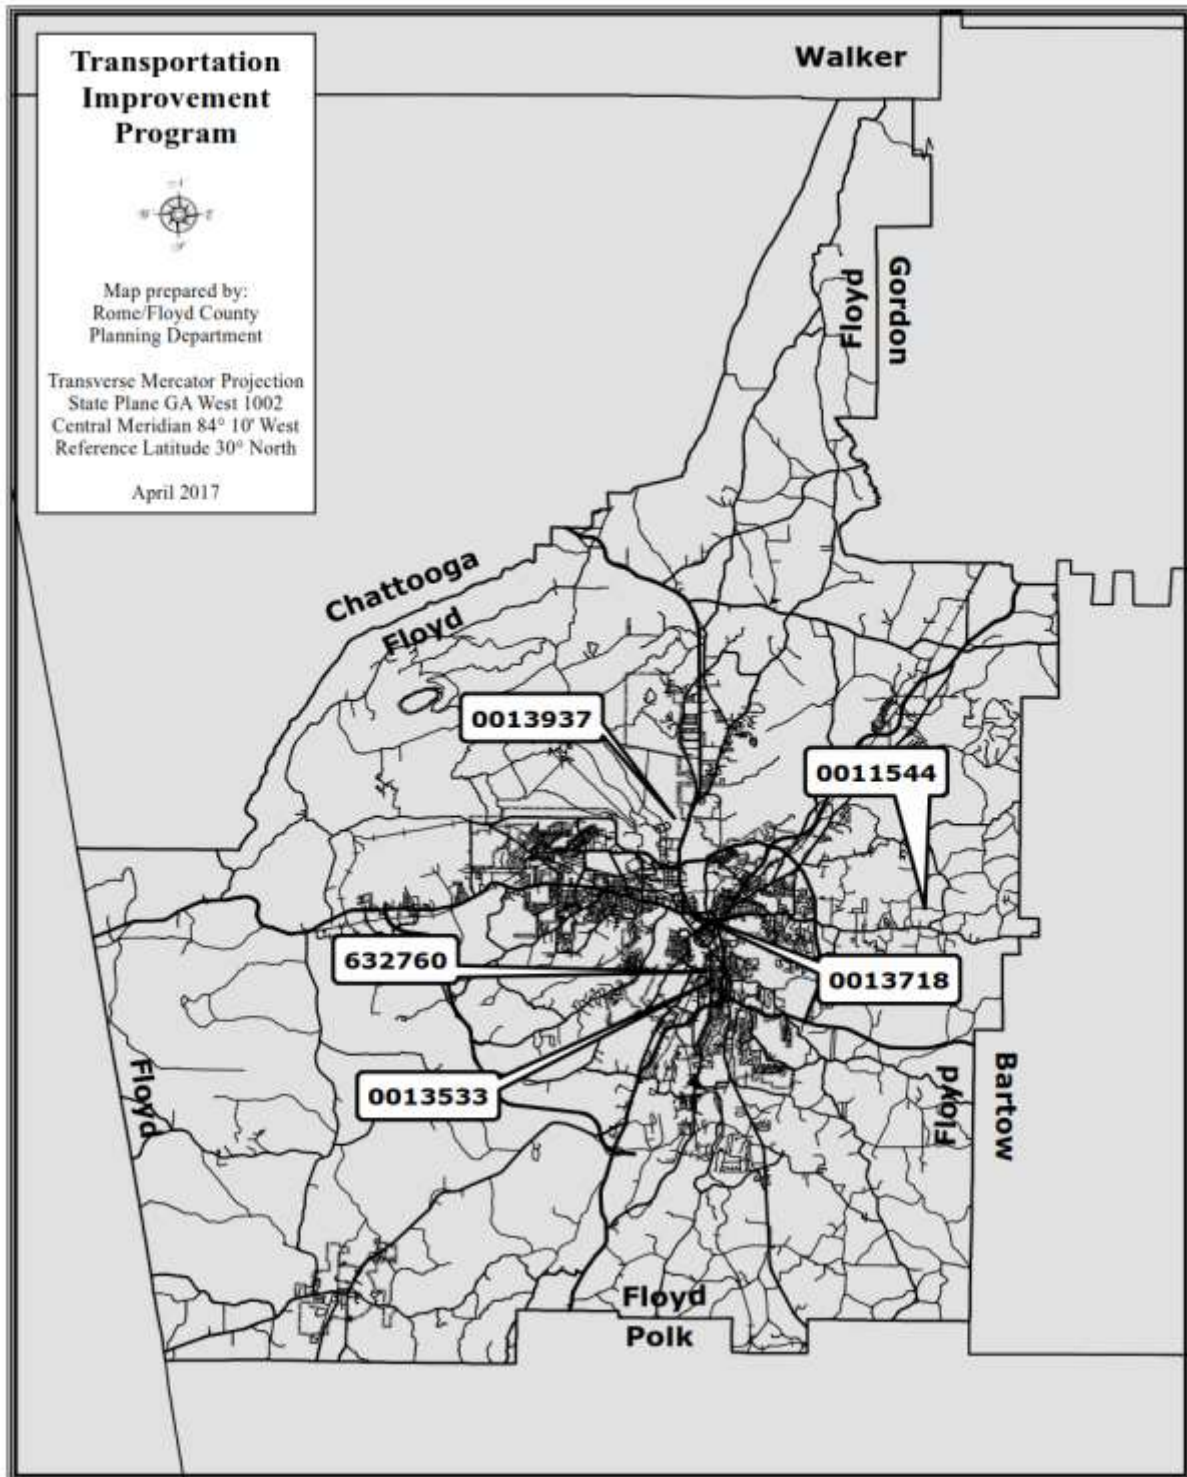 Transportation
Improvement
Program
N
W
E
S
Map prepared by:
Rome/Floyd County
Planning Department
Transverse Mercator Projection
State Plane GA West 1002
Central Meridian 84° 10' West
Reference Latitude 30° North
April 2017
Walker
Floyd
Gordon
Chattooga
Floyd
0013937
0011544
632760
0013718
0013533
Floyd
Floyd
Bartow
Floyd
Polk